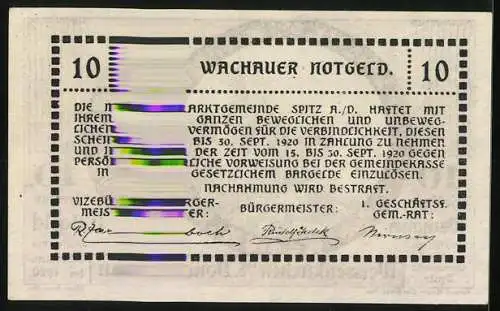 10 WACHAUER NOTGELD. 10
DIE ARKTGEMEINDE SPITZ A./D. HAFTET MIT
IHREM GANZEN BEWEGLICHEN UND UNBEWEG-
LICHEN VERMÖGEN FÜR DIE VERBINDLICHKEIT, DIESEN
SCHEIN BIS 30. SEPT. 1920 IN ZAHLUNG ZU NEHMEN
UND DER ZEIT VOM 15. BIS 30. SEPT. 1920 GEGEN
PERSÖ LICHE VORWEISUNG BEI DER GEMEINDEKASSE
IN GESETZLICHEM BARGELDE EINZULÖSEN.
NACHAHMUNG WIRD BESTRAFT.
VIZEBÜ RGER- 1. GESCHÄFTSF.
MEIS TER: BÜRGERMEISTER: GEM.-RAT: